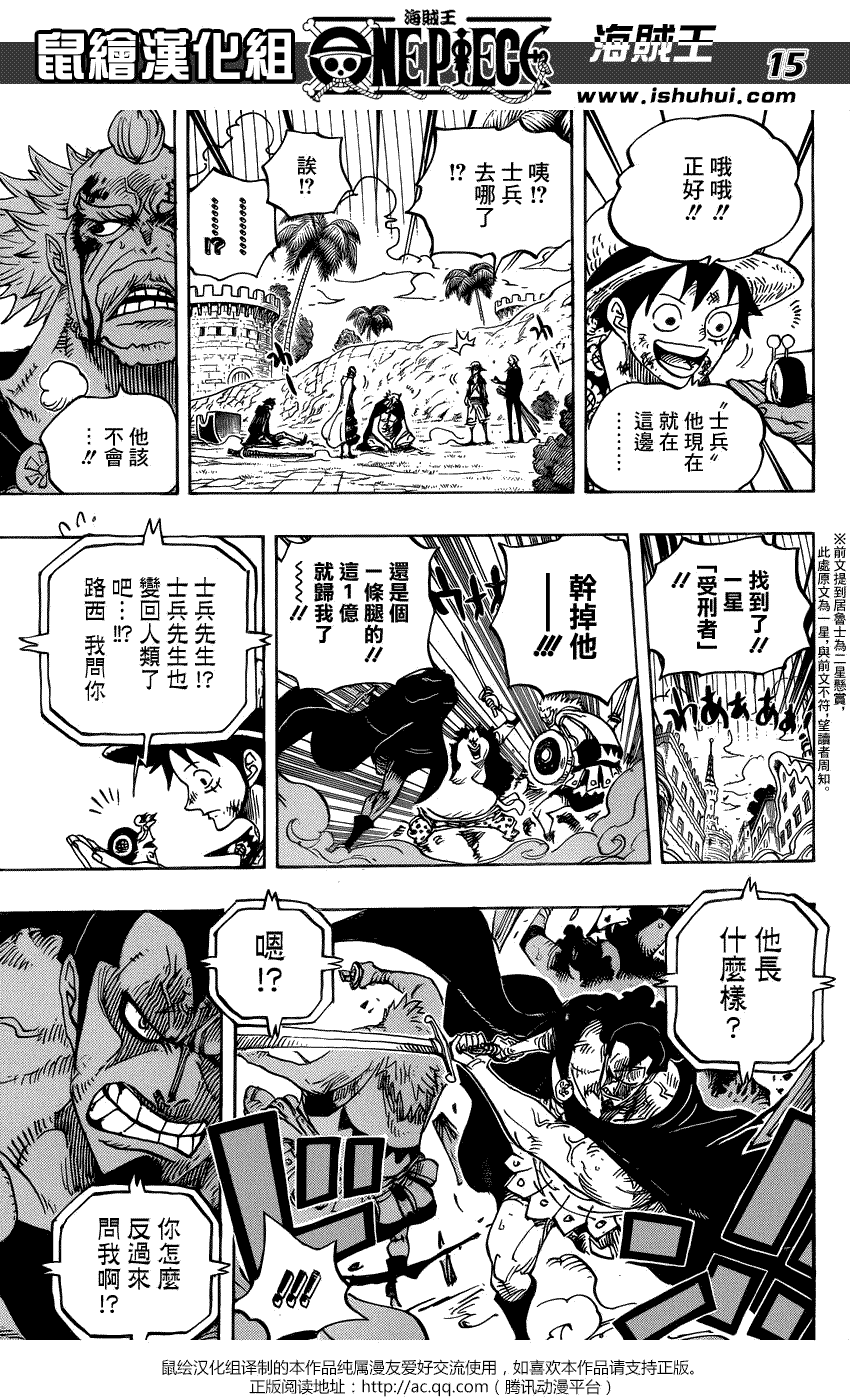 鼠繪漢化組
海賊王
ONE PIECE
海賊王
15
www.ishuhui.com
哦哦
正好!!
“士兵”
他現在
就在
這邊
………
咦!?
士兵
去哪了
!?
誒!?
………!?
他該
不會
…!!
※前文提到居魯士為二星懸賞，
此處原文為一星，與前文不符，望讀者周知。
找到了!!
一星
「受刑者」
!!
わあぁぁぁ
幹掉他
——!!!
還是個
一條腿的!!
這1億
就歸我了
~~~!!
士兵先生!?
士兵先生也
變回人類了
吧…!!?
路西 我問你
他長
什麼樣?
嗯!?
!!!
你怎麼
反過來
問我啊!?
鼠绘汉化组译制的本作品纯属漫友爱好交流使用，如喜欢本作品请支持正版。
正版阅读地址：http://ac.qq.com（腾讯动漫平台）